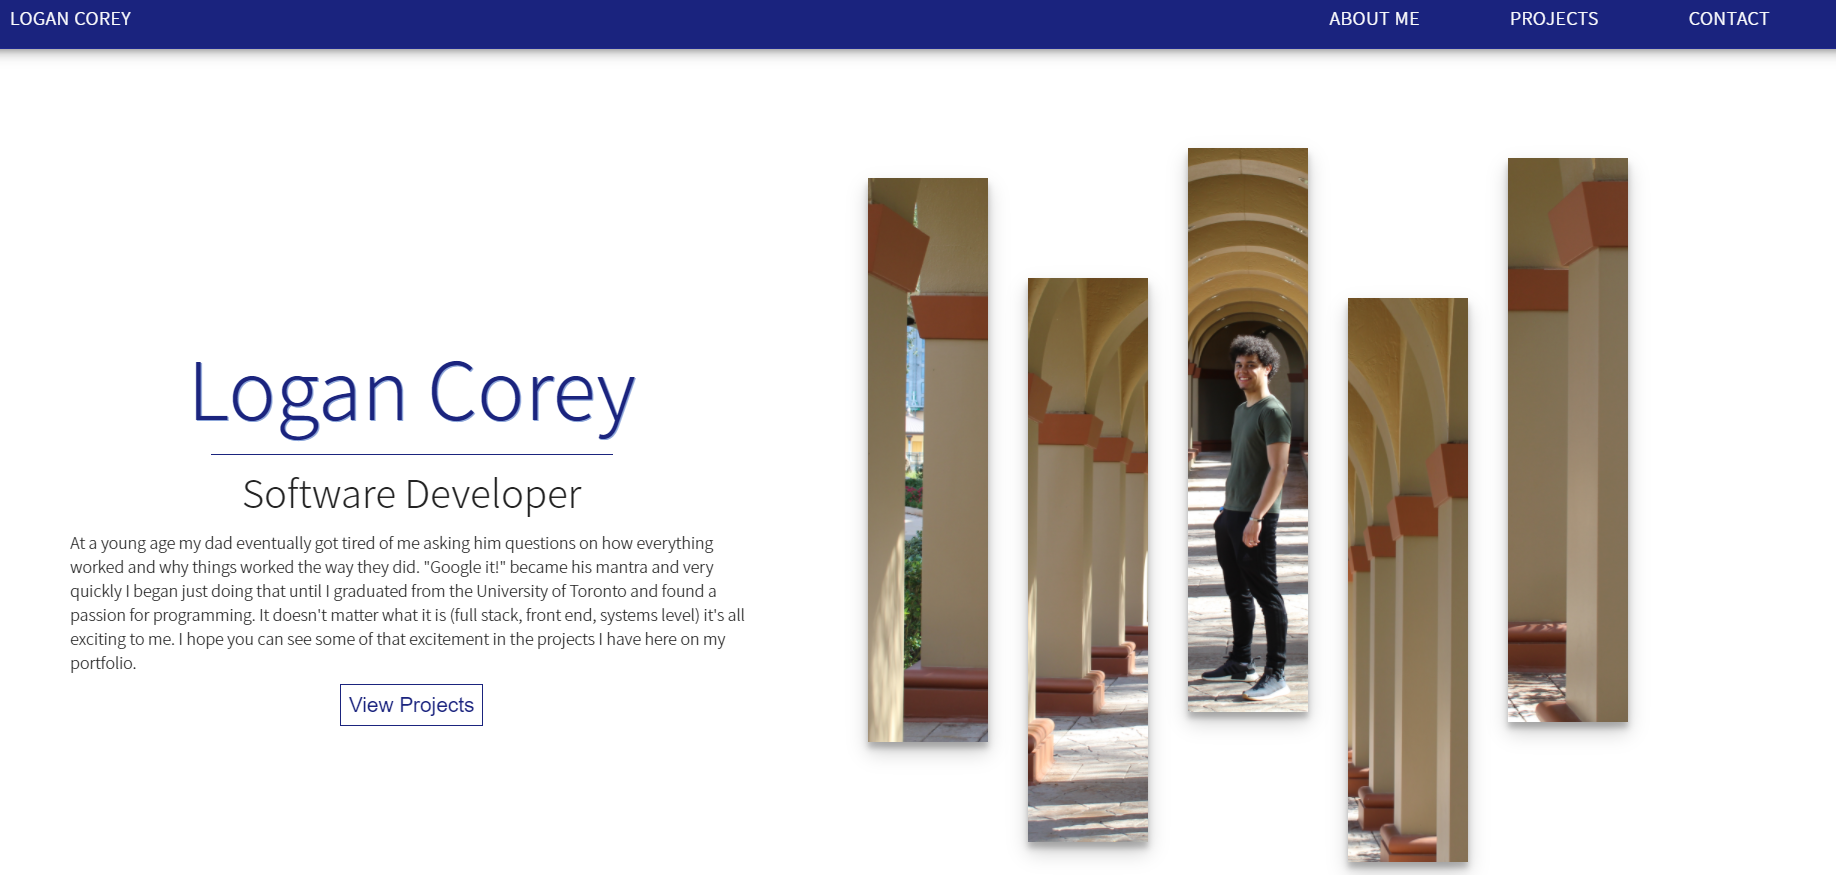 LOGAN COREY
ABOUT ME
PROJECTS
CONTACT
Logan Corey
Software Developer
At a young age my dad eventually got tired of me asking him questions on how everything
worked and why things worked the way they did. "Google it!" became his mantra and very
quickly I began just doing that until I graduated from the University of Toronto and found a
passion for programming. It doesn't matter what it is (full stack, front end, systems level) it's all
exciting to me. I hope you can see some of that excitement in the projects I have here on my
portfolio.
View Projects